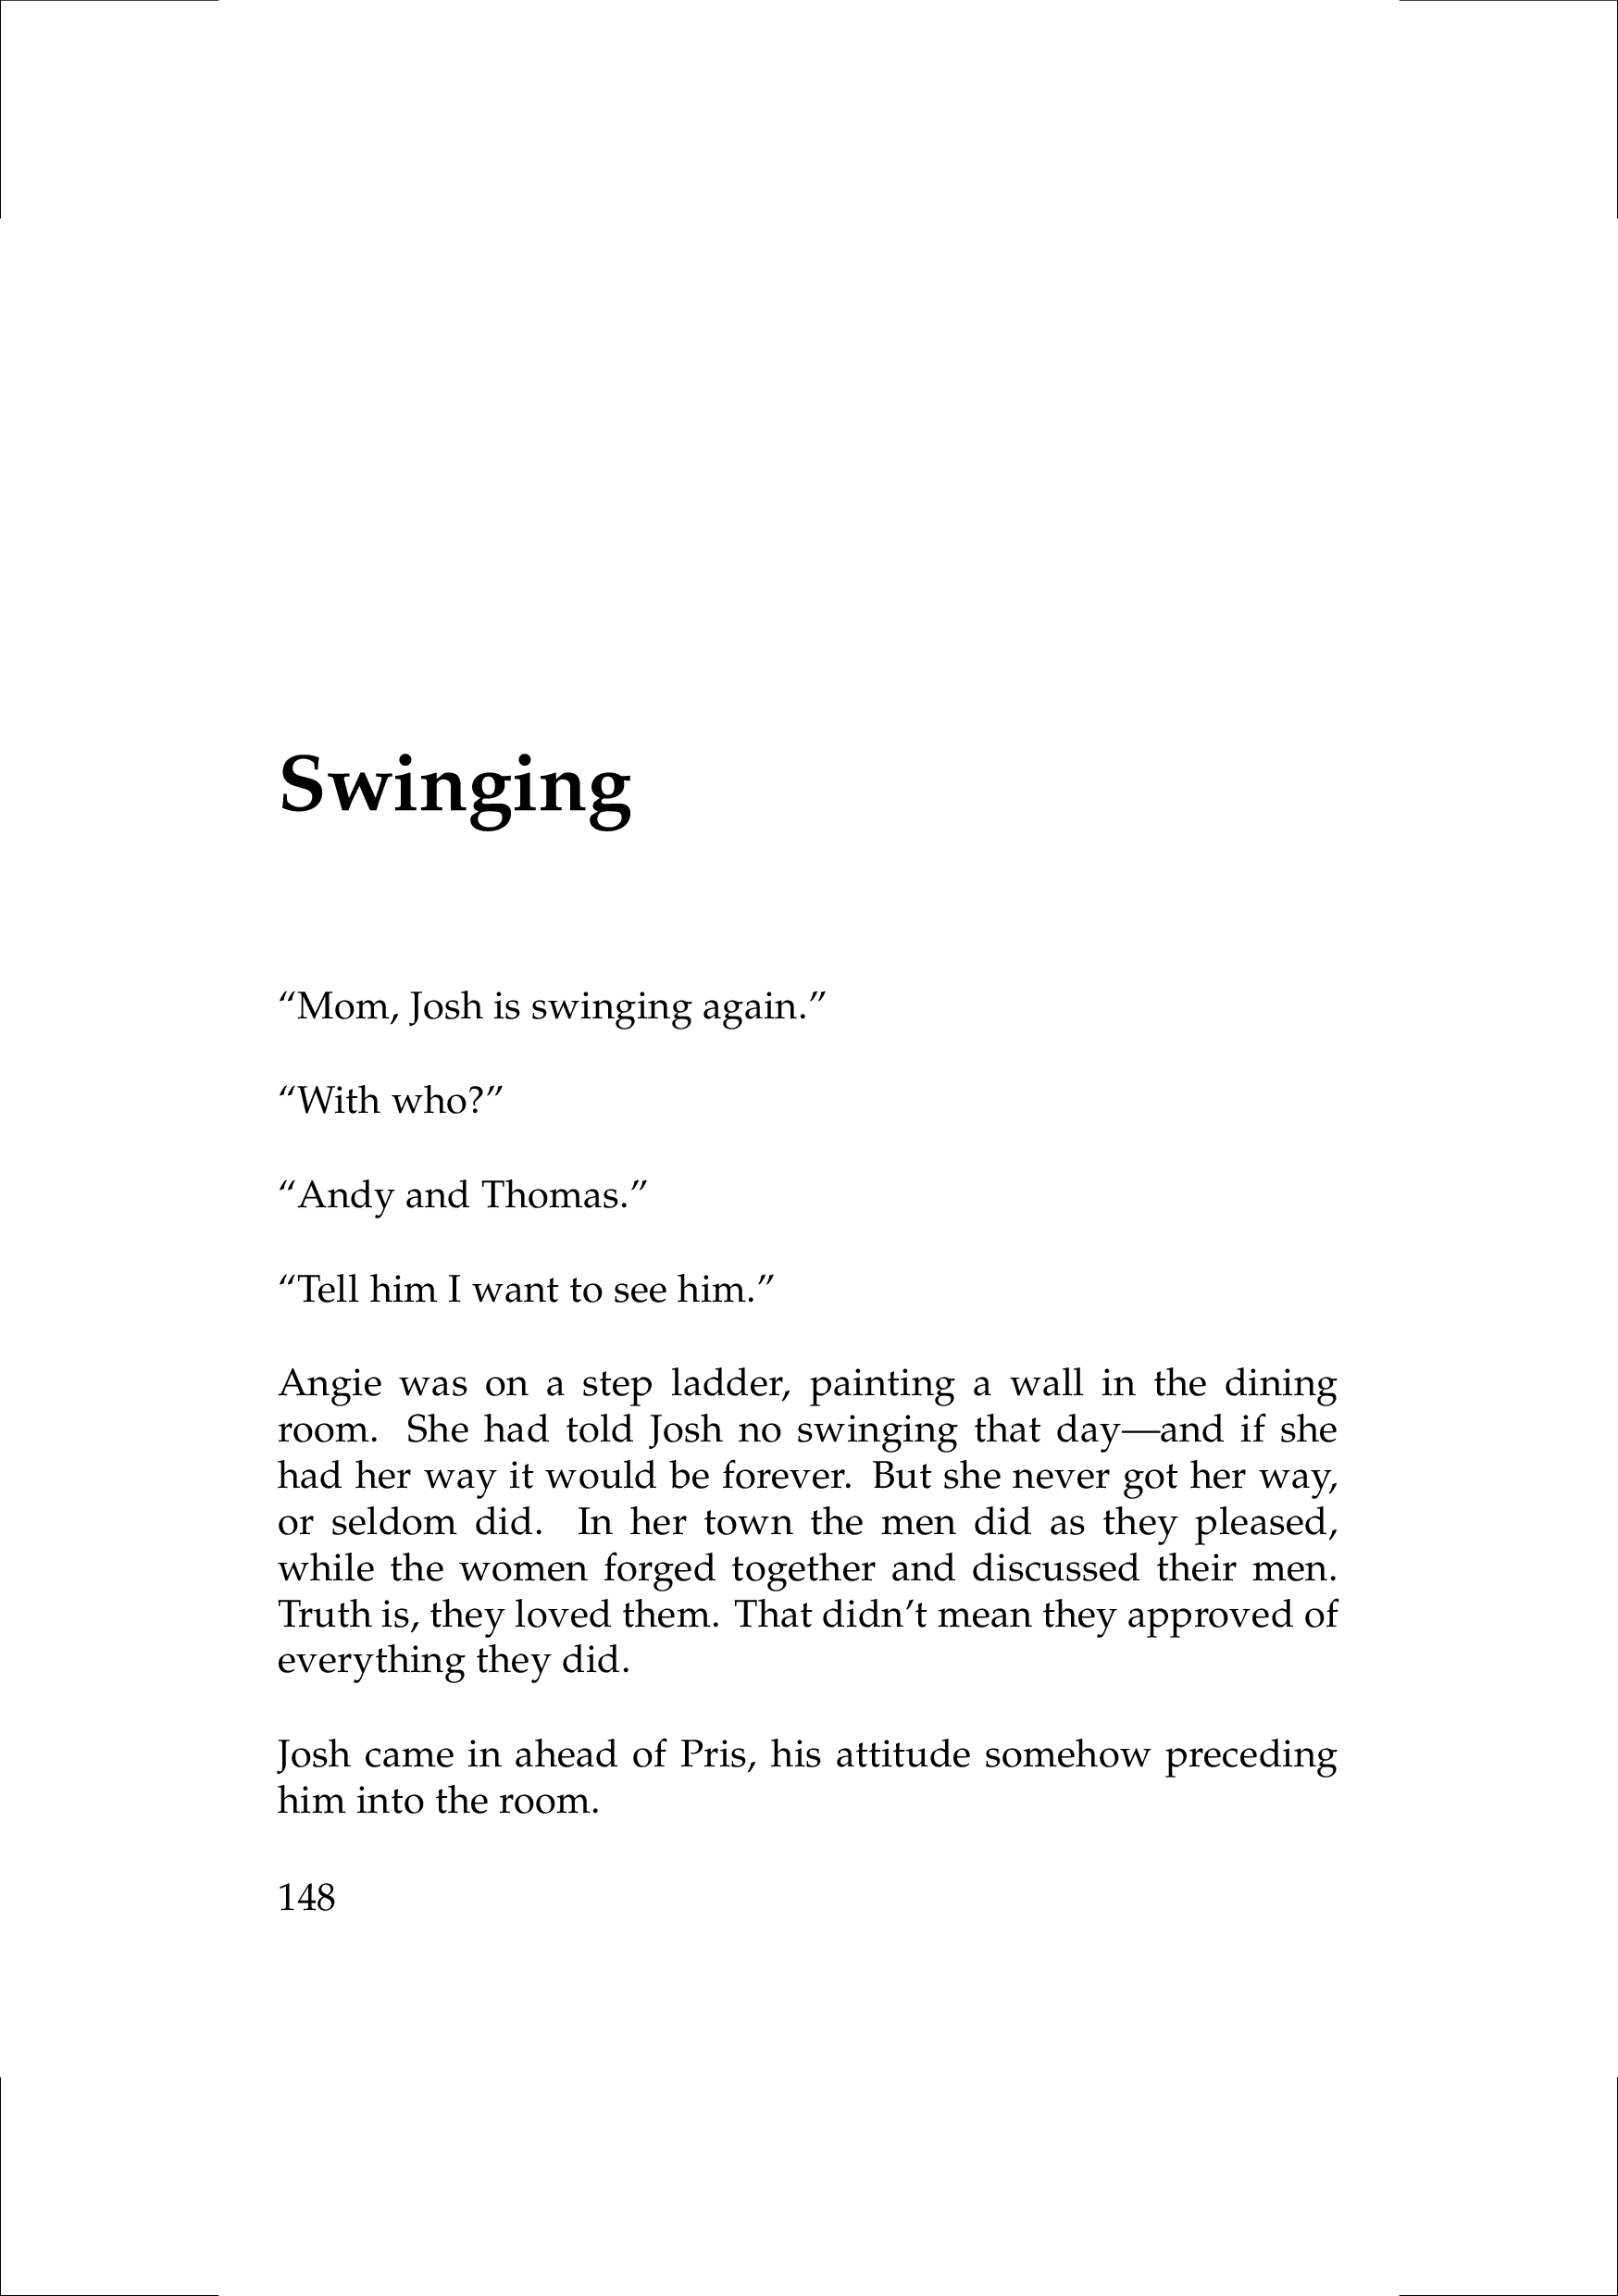 Swinging
“Mom, Josh is swinging again.”
“With who?”
“Andy and Thomas.”
“Tell him I want to see him.”
Angie was on a step ladder, painting a wall in the dining
room. She had told Josh no swinging that day—and if she
had her way it would be forever. But she never got her way,
or seldom did. In her town the men did as they pleased,
while the women forged together and discussed their men.
Truth is, they loved them. That didn’t mean they approved of
everything they did.
Josh came in ahead of Pris, his attitude somehow preceding
him into the room.
148